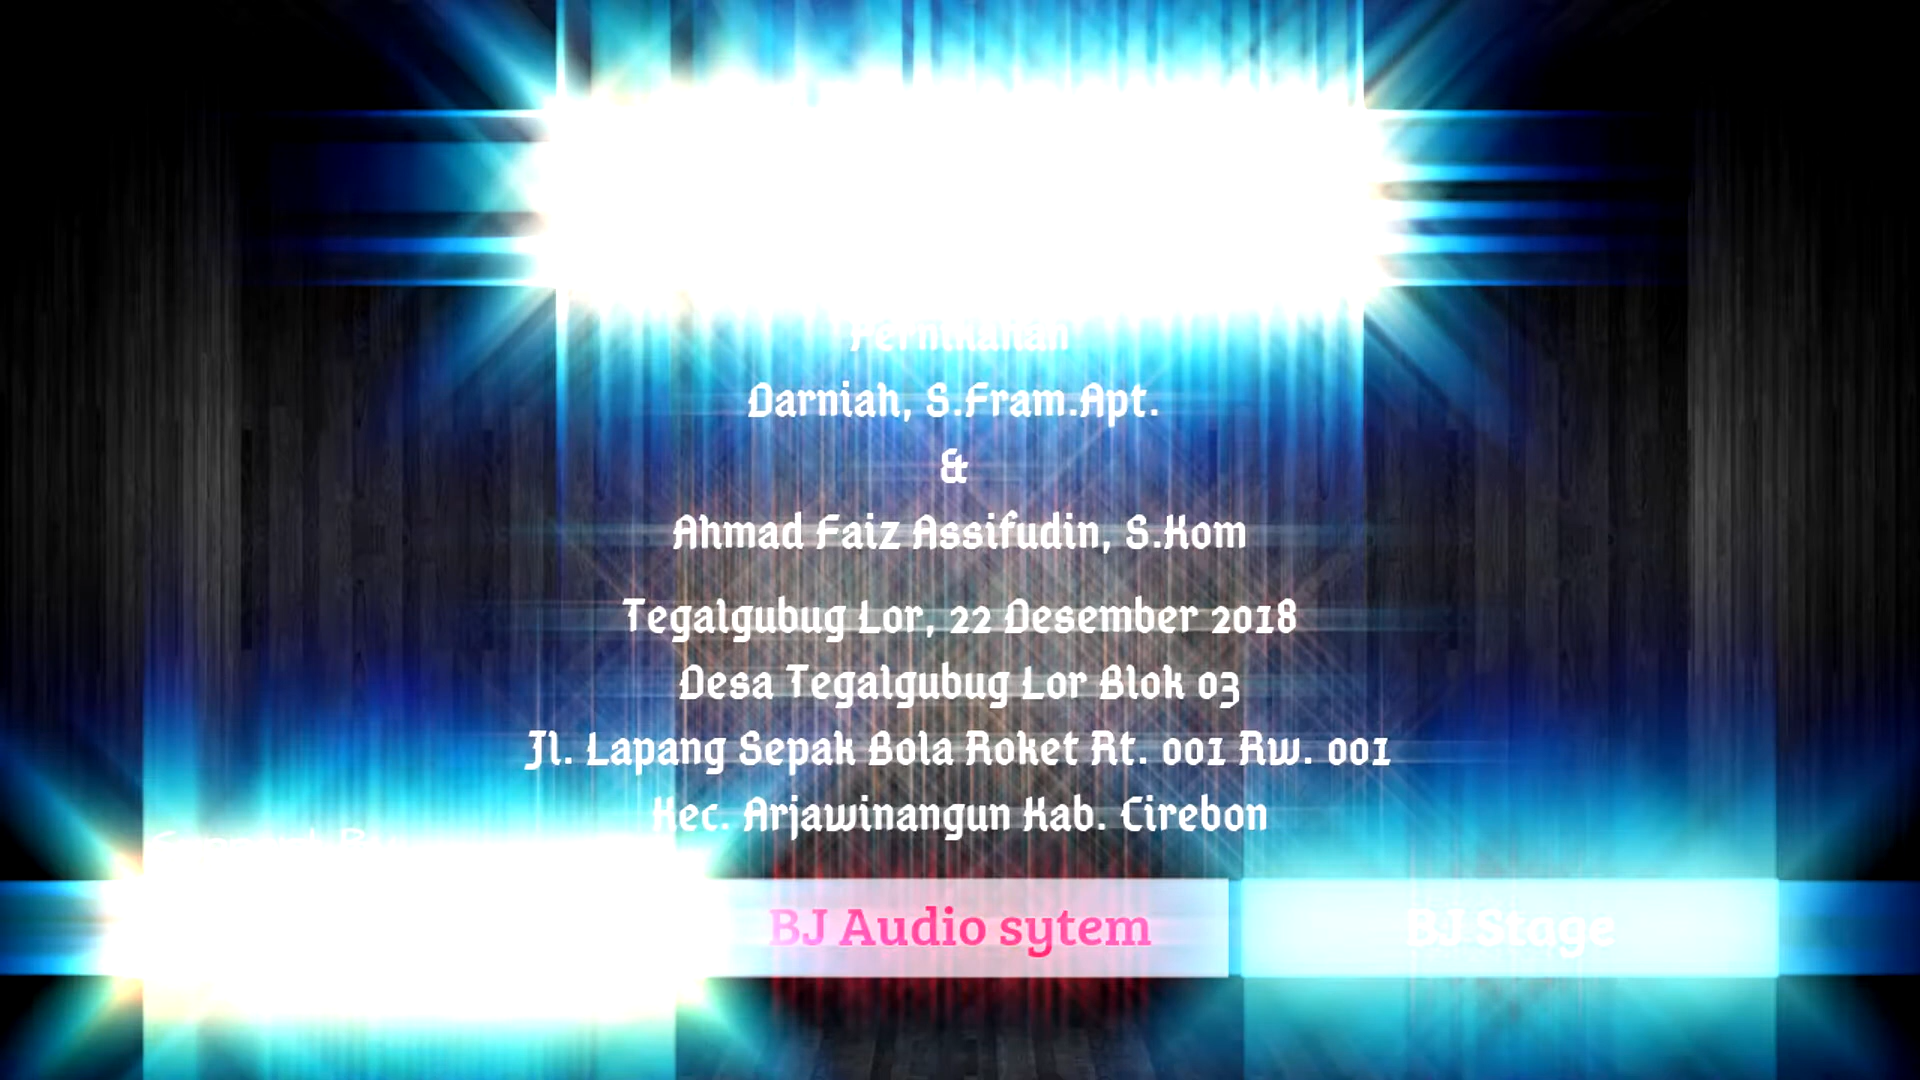 Pernikahan
Darniah, S.Fram.Apt.
&
Ahmad Faiz Assifudin, S.Kom
Tegalgubug Lor, 22 Desember 2018
Desa Tegalgubug Lor Blok 03
Jl. Lapang Sepak Bola Roket Rt. 001 Rw. 001
Kec. Arjawinangun Kab. Cirebon
BJ Audio sytem
BJ Stage